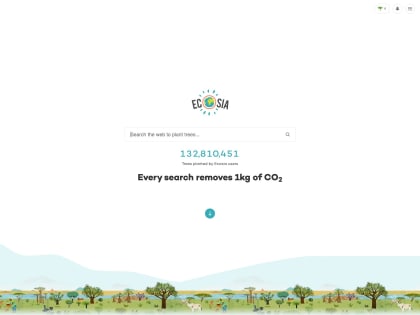 ECOSIA
Search the web to plant trees...
132,810,451
Trees planted by Ecosia users
Every search removes 1kg of CO2